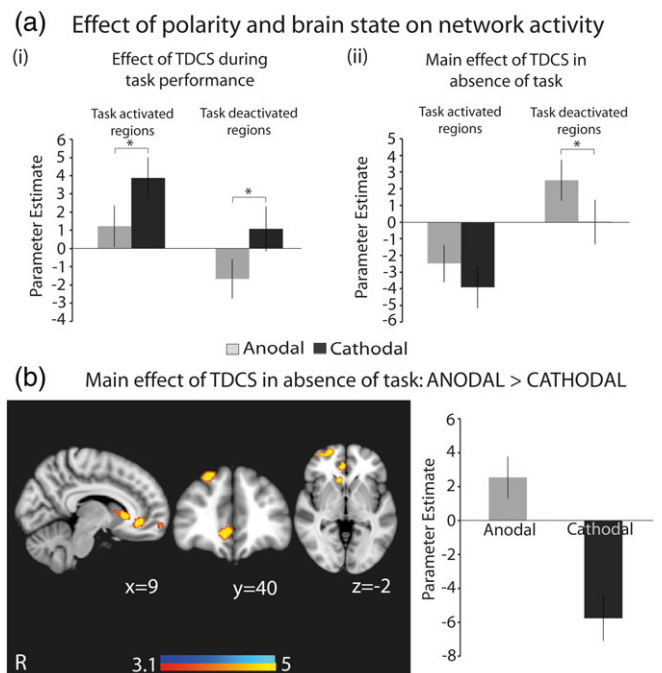 (a) Effect of polarity and brain state on network activity
(i) Effect of TDCS during
task performance
Task activated
regions
Task deactivated
regions
Parameter Estimate
6
5
4
3
2
1
0
-1
-2
-3
-4
*
*
(ii) Main effect of TDCS in
absence of task
Task activated
regions
Task deactivated
regions
Parameter Estimate
5
4
3
2
1
0
-1
-2
-3
-4
-5
-6
*
Anodal Cathodal
(b) Main effect of TDCS in absence of task: ANODAL > CATHODAL
x=9 y=40 z=-2
R 3.1 5
Parameter Estimate
6
4
2
0
-2
-4
-6
-8
Anodal Cathodal